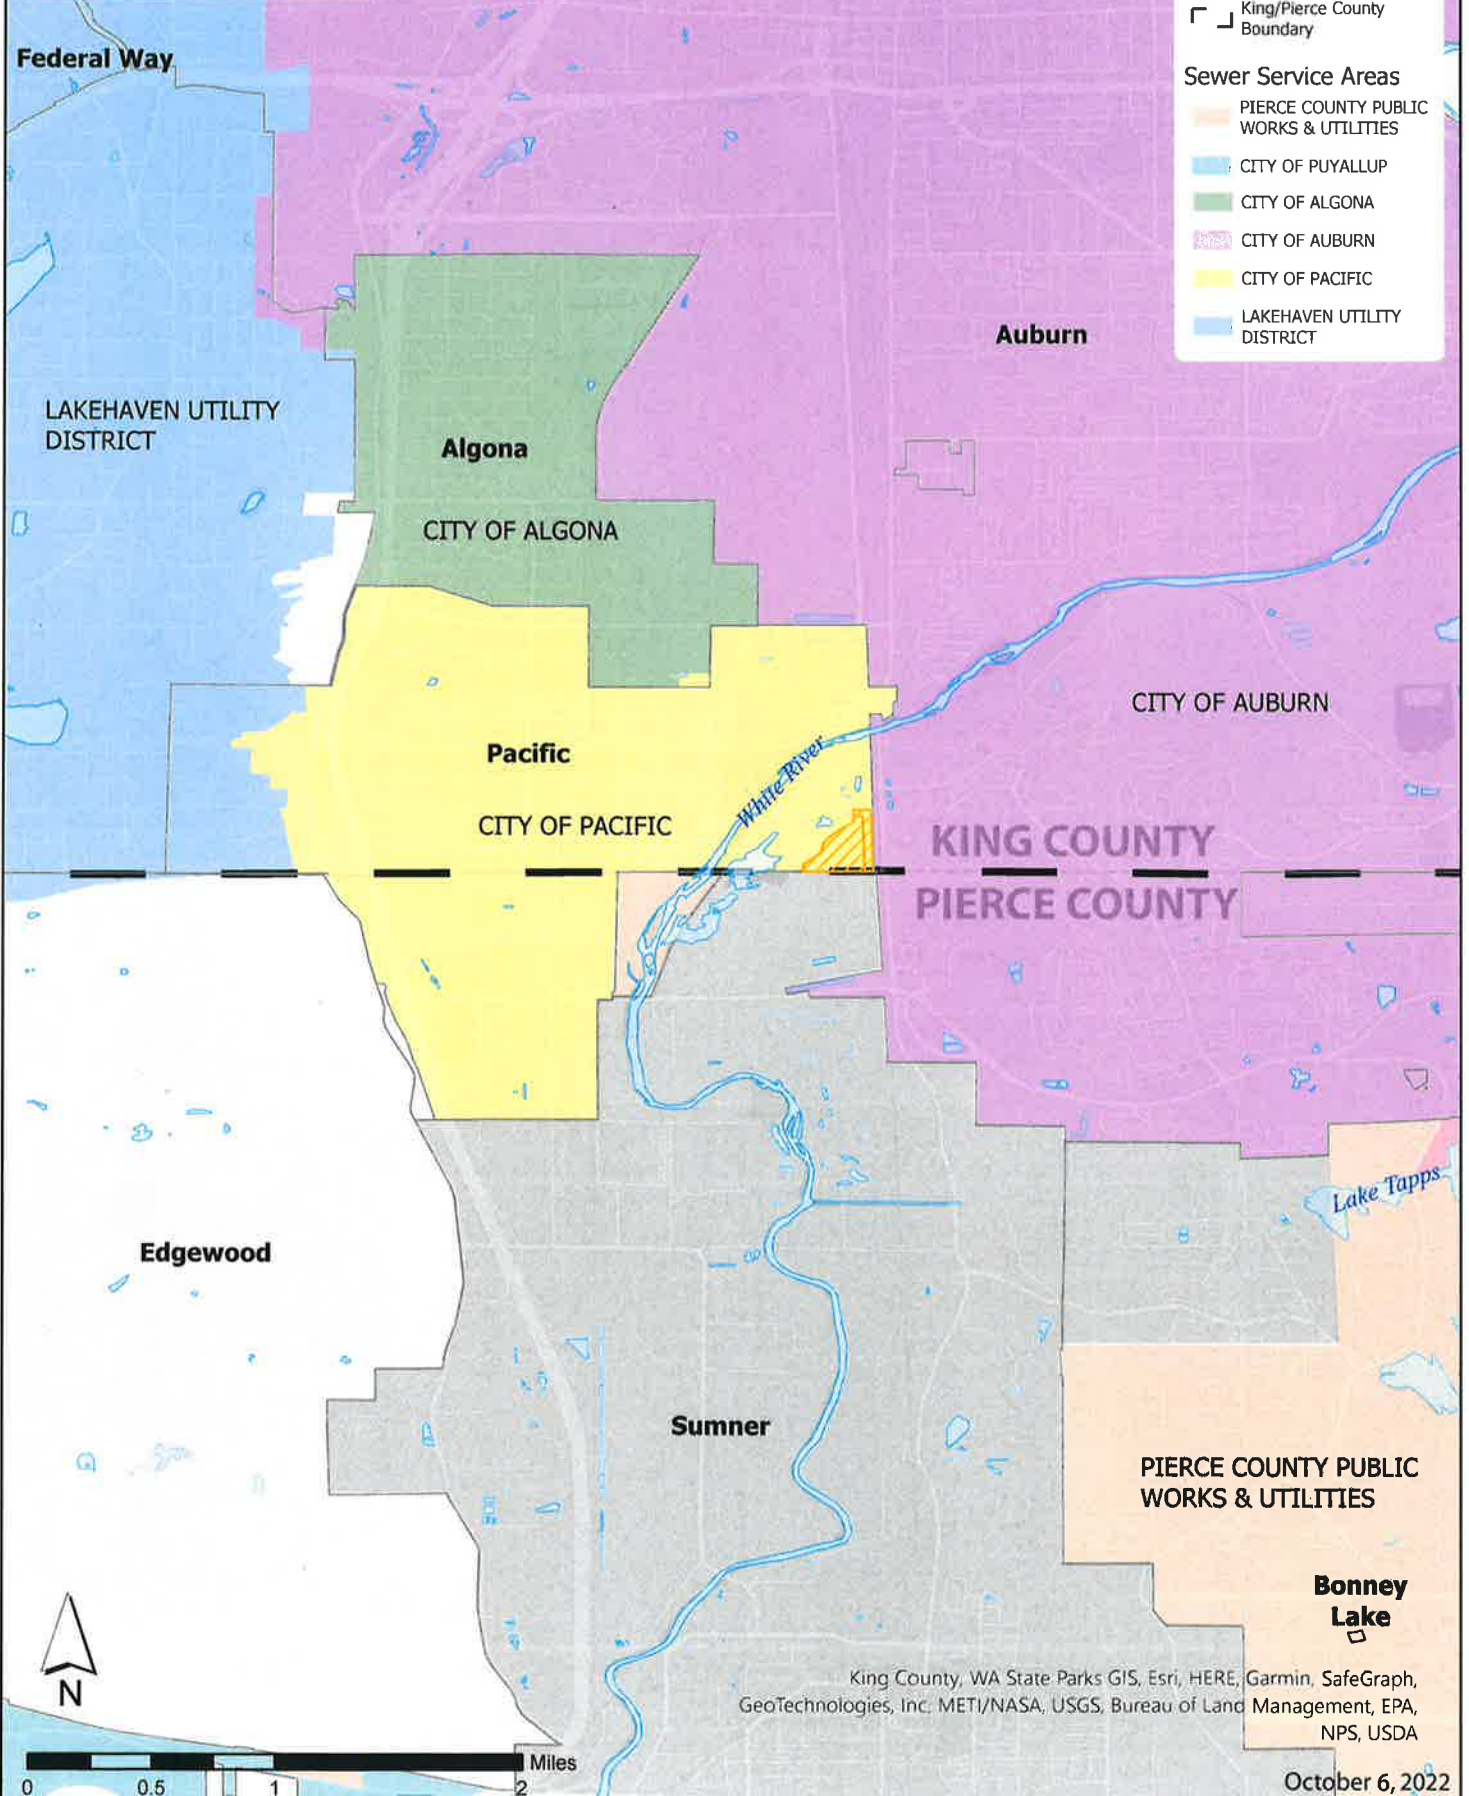 King/Pierce County
Boundary
Sewer Service Areas
PIERCE COUNTY PUBLIC
WORKS & UTILITIES
CITY OF PUYALLUP
CITY OF ALGONA
CITY OF AUBURN
CITY OF PACIFIC
LAKEHAVEN UTILITY
DISTRICT
Federal Way
Auburn
LAKEHAVEN UTILITY
DISTRICT
Algona
CITY OF ALGONA
CITY OF AUBURN
Pacific
White River
CITY OF PACIFIC
KING COUNTY
PIERCE COUNTY
Lake Tapps
Edgewood
Sumner
PIERCE COUNTY PUBLIC
WORKS & UTILITIES
Bonney
Lake
N
King County, WA State Parks GIS, Esri, HERE, Garmin, SafeGraph,
GeoTechnologies, Inc. METI/NASA, USGS, Bureau of Land Management, EPA,
NPS, USDA
Miles
0 0.5 1 2
October 6, 2022